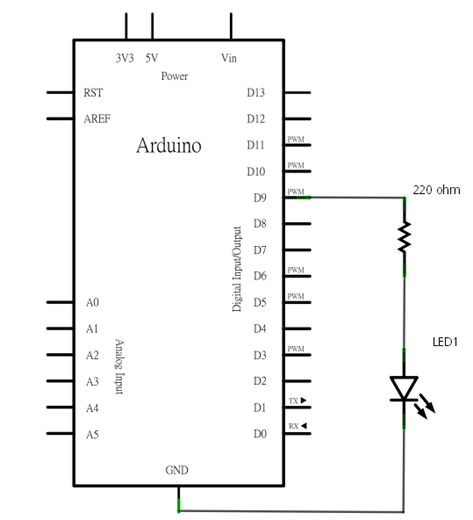 3V3 5V Vin
Power
RST
AREF
Arduino
D13
D12
D11 PWM
D10 PWM
D9 PWM
D8
D7
D6 PWM
D5 PWM
D4
D3 PWM
D2
D1 TX
D0 RX
Digital Input/Output
A0
A1
A2
A3
A4
A5
Analog Input
GND
220 ohm
LED1